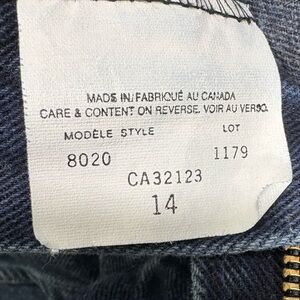 MADE IN/FABRIQUÉ AU CANADA
CARE & CONTENT ON REVERSE. VOIR AU VERSO.
MODÈLE STYLE LOT
8020 1179
CA32123
14